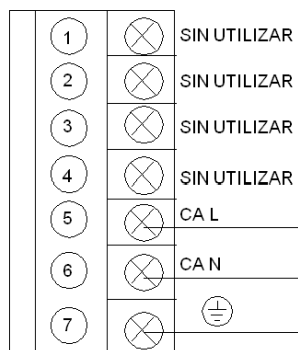 1 SIN UTILIZAR
2 SIN UTILIZAR
3 SIN UTILIZAR
4 SIN UTILIZAR
5 CA L
6 CA N
7